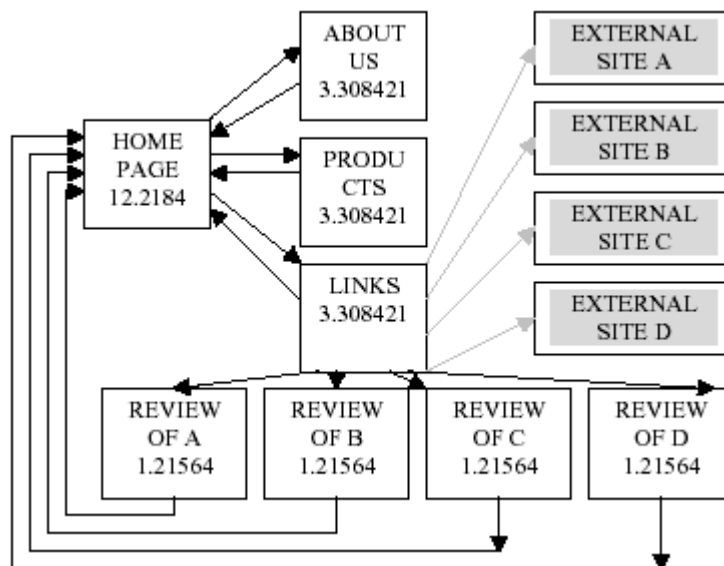 ABOUT
US
3.308421
EXTERNAL
SITE A
HOME
PAGE
12.2184
PRODU
CTS
3.308421
EXTERNAL
SITE B
EXTERNAL
SITE C
LINKS
3.308421
EXTERNAL
SITE D
REVIEW
OF A
1.21564
REVIEW
OF B
1.21564
REVIEW
OF C
1.21564
REVIEW
OF D
1.21564